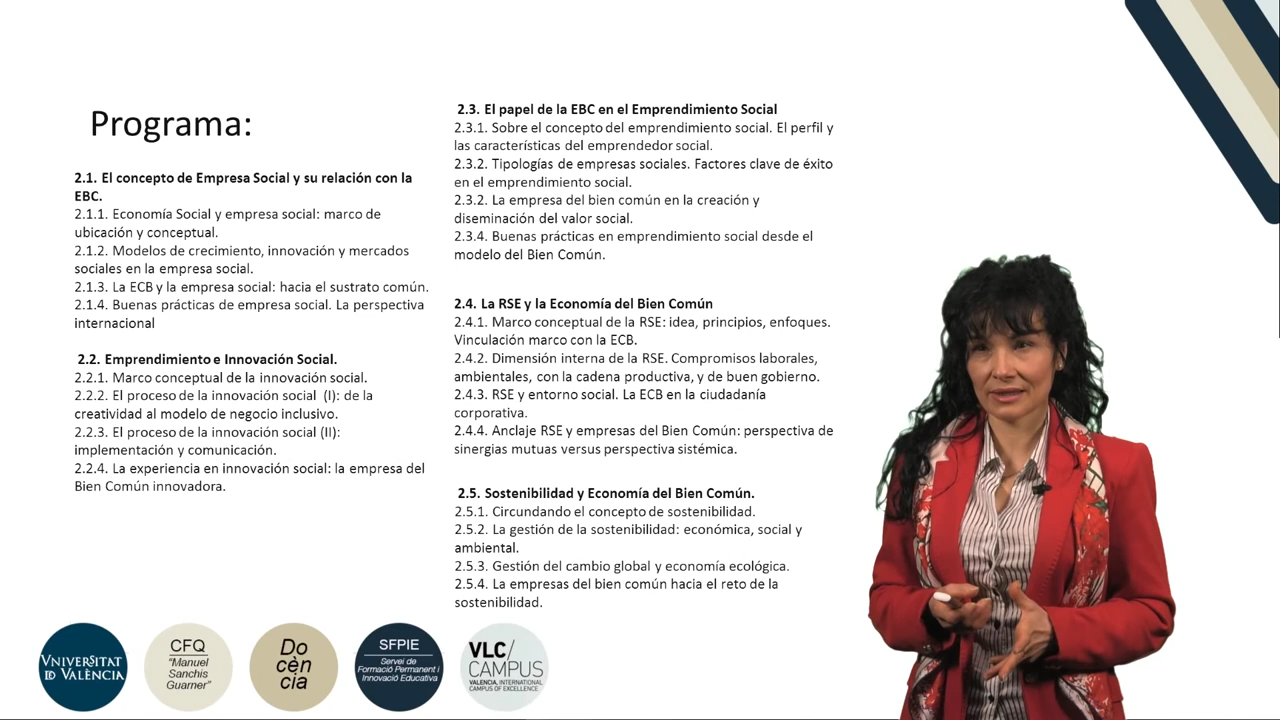 Programa:
2.1. El concepto de Empresa Social y su relación con la
EBC.
2.1.1. Economía Social y empresa social: marco de
ubicación y conceptual.
2.1.2. Modelos de crecimiento, innovación y mercados
sociales en la empresa social.
2.1.3. La ECB y la empresa social: hacia el sustrato común.
2.1.4. Buenas prácticas de empresa social. La perspectiva
internacional
2.2. Emprendimiento e Innovación Social.
2.2.1. Marco conceptual de la innovación social.
2.2.2. El proceso de la innovación social (I): de la
creatividad al modelo de negocio inclusivo.
2.2.3. El proceso de la innovación social (II):
implementación y comunicación.
2.2.4. La experiencia en innovación social: la empresa del
Bien Común innovadora.
2.3. El papel de la EBC en el Emprendimiento Social
2.3.1. Sobre el concepto del emprendimiento social. El perfil y
las características del emprendedor social.
2.3.2. Tipologías de empresas sociales. Factores clave de éxito
en el emprendimiento social.
2.3.2. La empresa del bien común en la creación y
diseminación del valor social.
2.3.4. Buenas prácticas en emprendimiento social desde el
modelo del Bien Común.
2.4. La RSE y la Economía del Bien Común
2.4.1. Marco conceptual de la RSE: idea, principios, enfoques.
Vinculación marco con la ECB.
2.4.2. Dimensión interna de la RSE. Compromisos laborales,
ambientales, con la cadena productiva, y de buen gobierno.
2.4.3. RSE y entorno social. La ECB en la ciudadanía
corporativa.
2.4.4. Anclaje RSE y empresas del Bien Común: perspectiva de
sinergias mutuas versus perspectiva sistémica.
2.5. Sostenibilidad y Economía del Bien Común.
2.5.1. Circundando el concepto de sostenibilidad.
2.5.2. La gestión de la sostenibilidad: económica, social y
ambiental.
2.5.3. Gestión del cambio global y economía ecológica.
2.5.4. La empresas del bien común hacia el reto de la
sostenibilidad.
VNIVERSITAT
ID VALÈNCIA
CFQ
"Manuel
Sanchis
Guarner"
Do
cèn
cia
SFPIE
Servei de
Formació Permanent i
Innovació Educativa
VLC/
CAMPUS
VALENCIA, INTERNATIONAL
CAMPUS OF EXCELLENCE